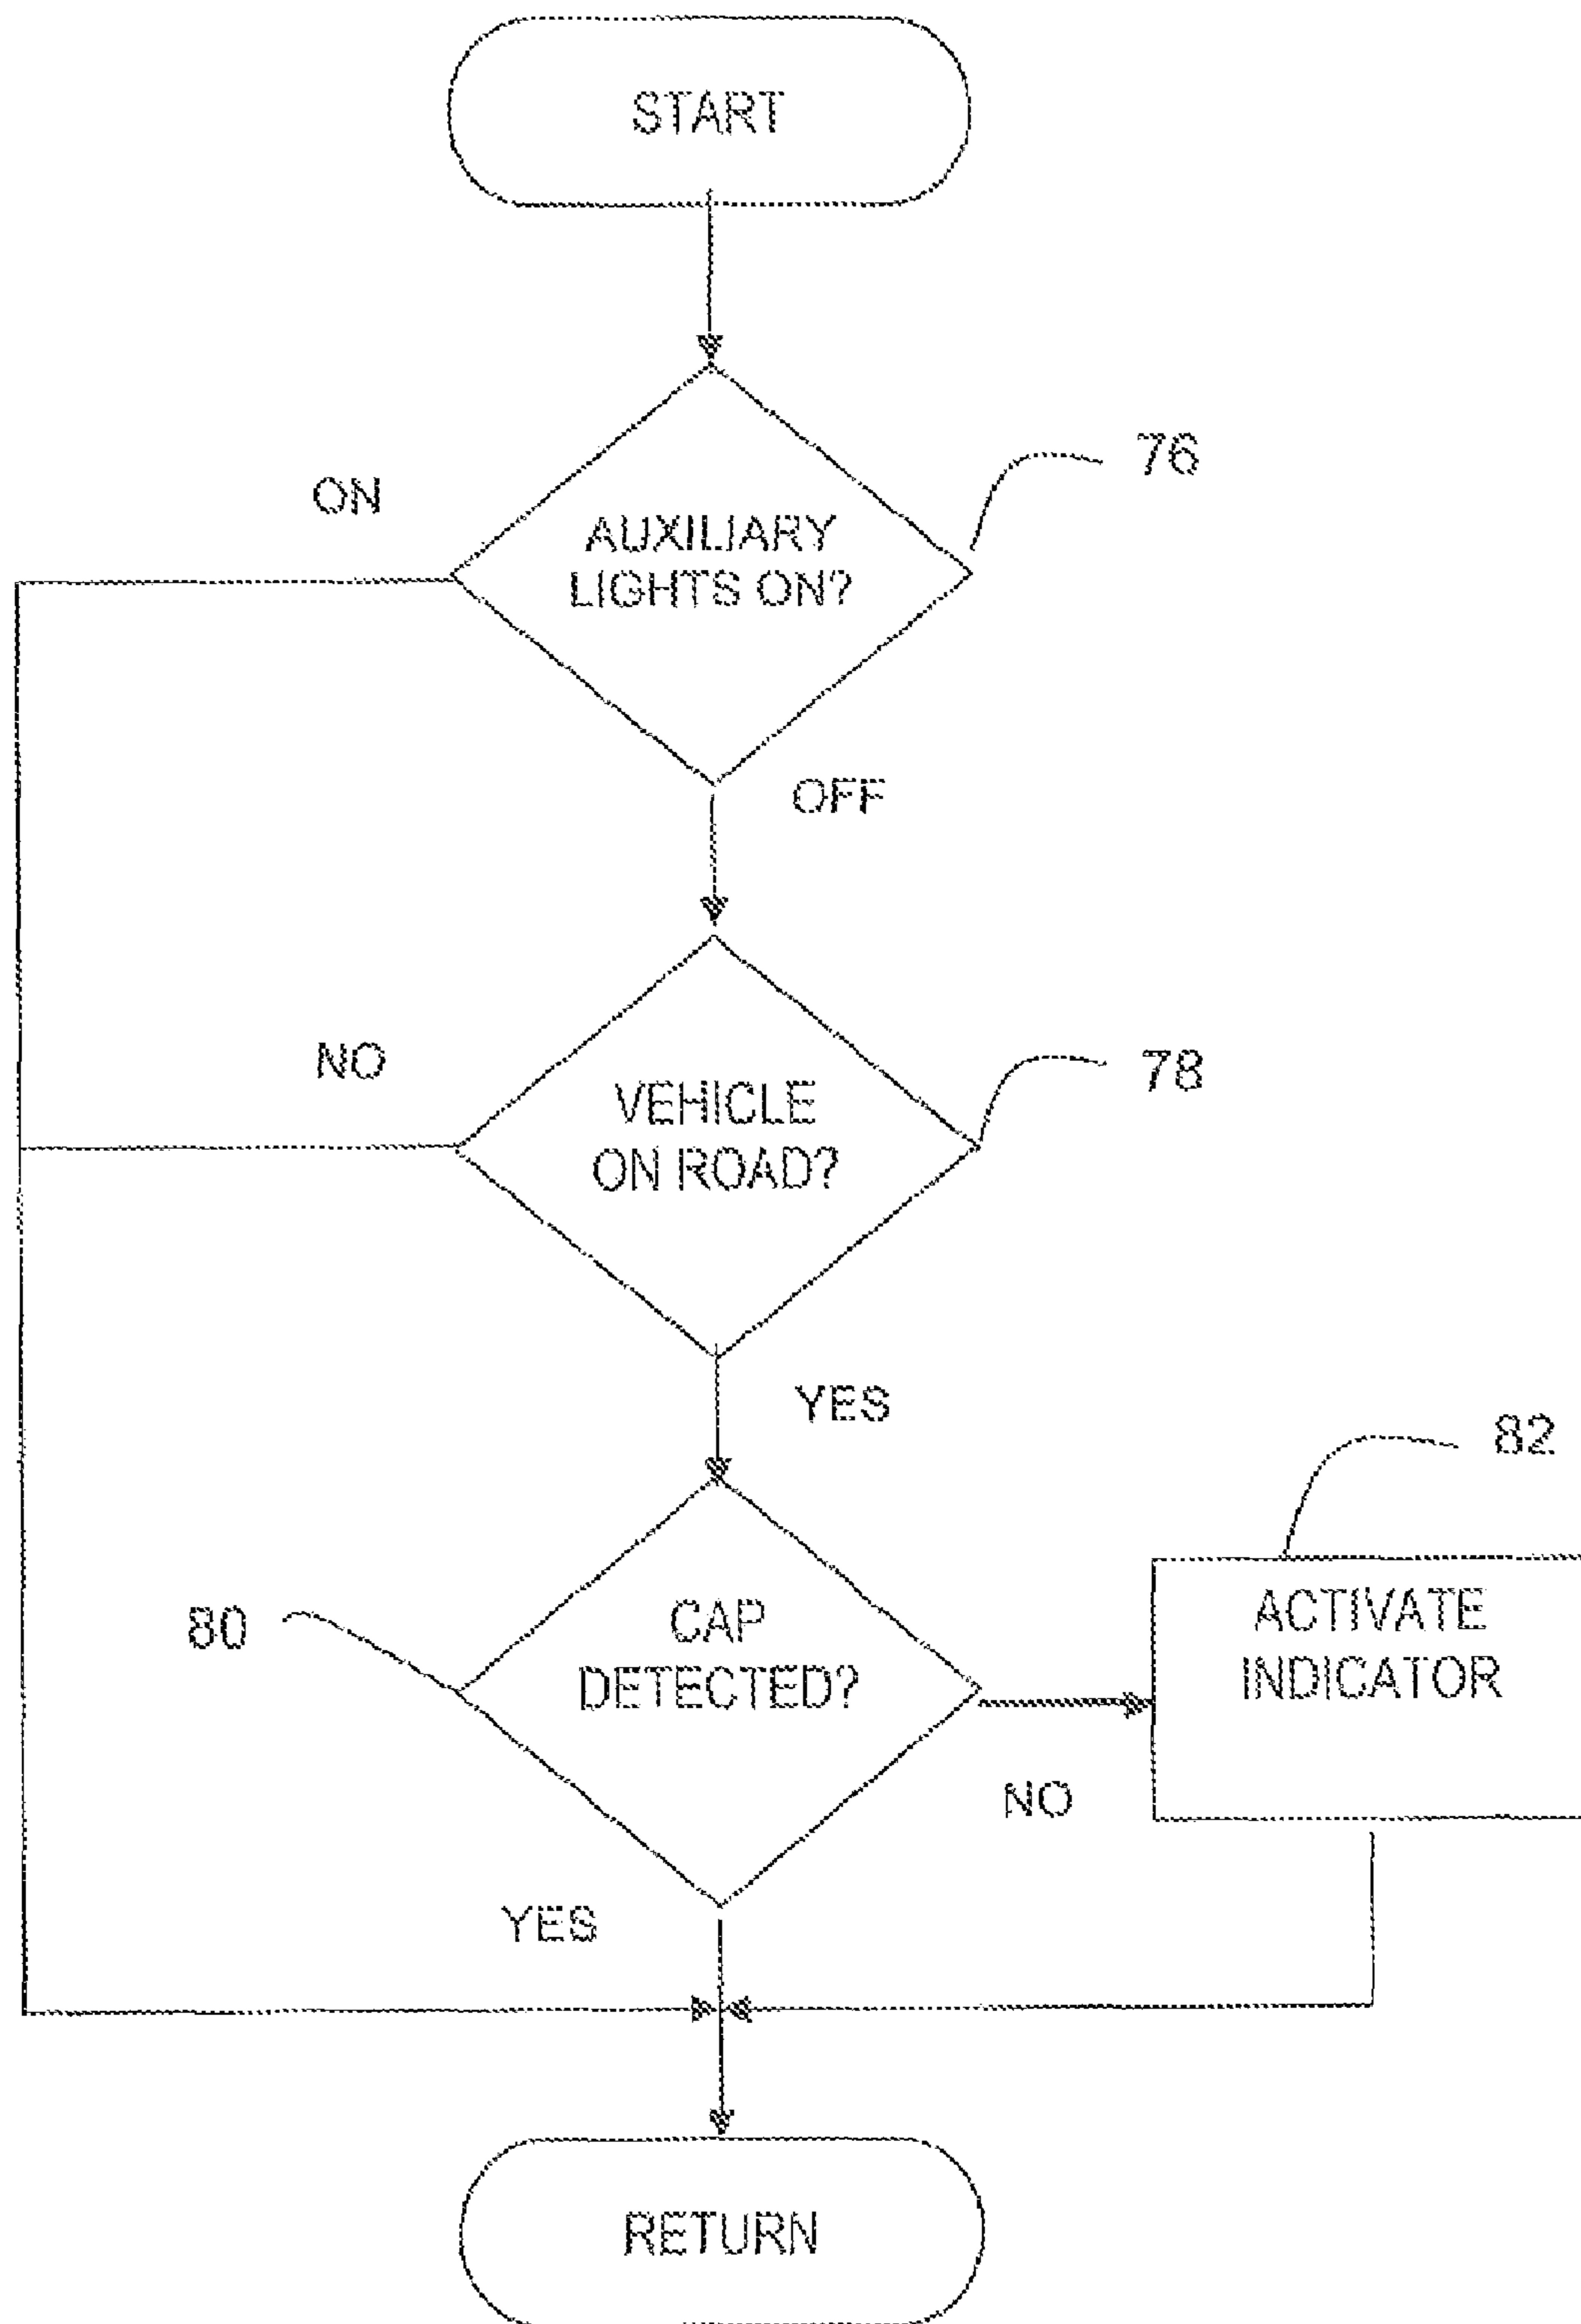 START
76
ON
AUXILIARY
LIGHTS ON?
OFF
78
NO
VEHICLE
ON ROAD?
YES
82
80
CAP
DETECTED?
ACTIVATE
INDICATOR
NO
YES
RETURN